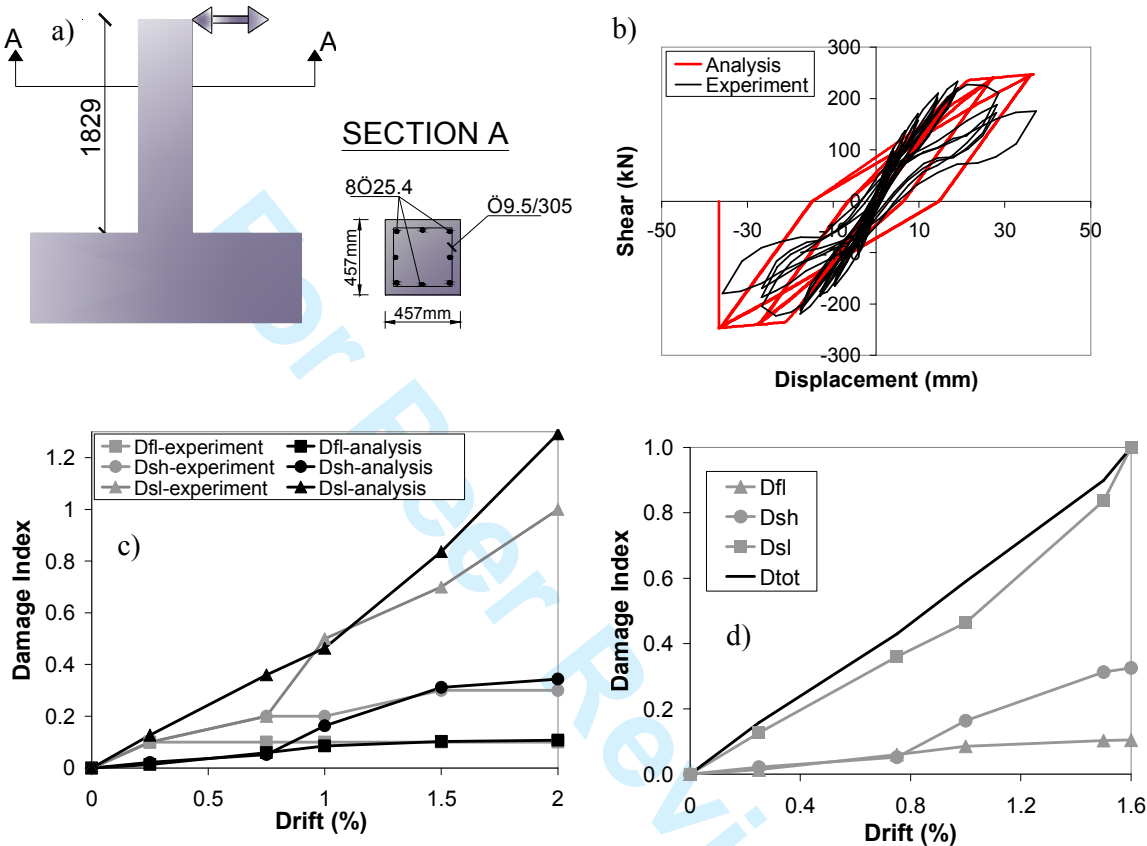 a)
A
A
1829
SECTION A
8Ö25.4
Ö9.5/305
457mm
457mm
b)
300
200
100
0
-100
-200
-300
-50
-30
-10
10
30
50
Analysis
Experiment
Shear (kN)
Displacement (mm)
c)
0
0.2
0.4
0.6
0.8
1
1.2
0
0.5
1
1.5
2
Dfl-experiment
Dfl-analysis
Dsh-experiment
Dsh-analysis
Dsl-experiment
Dsl-analysis
Damage Index
Drift (%)
d)
0.0
0.2
0.4
0.6
0.8
1.0
0
0.4
0.8
1.2
1.6
Dfl
Dsh
Dsl
Dtot
Damage Index
Drift (%)
For Peer Revi